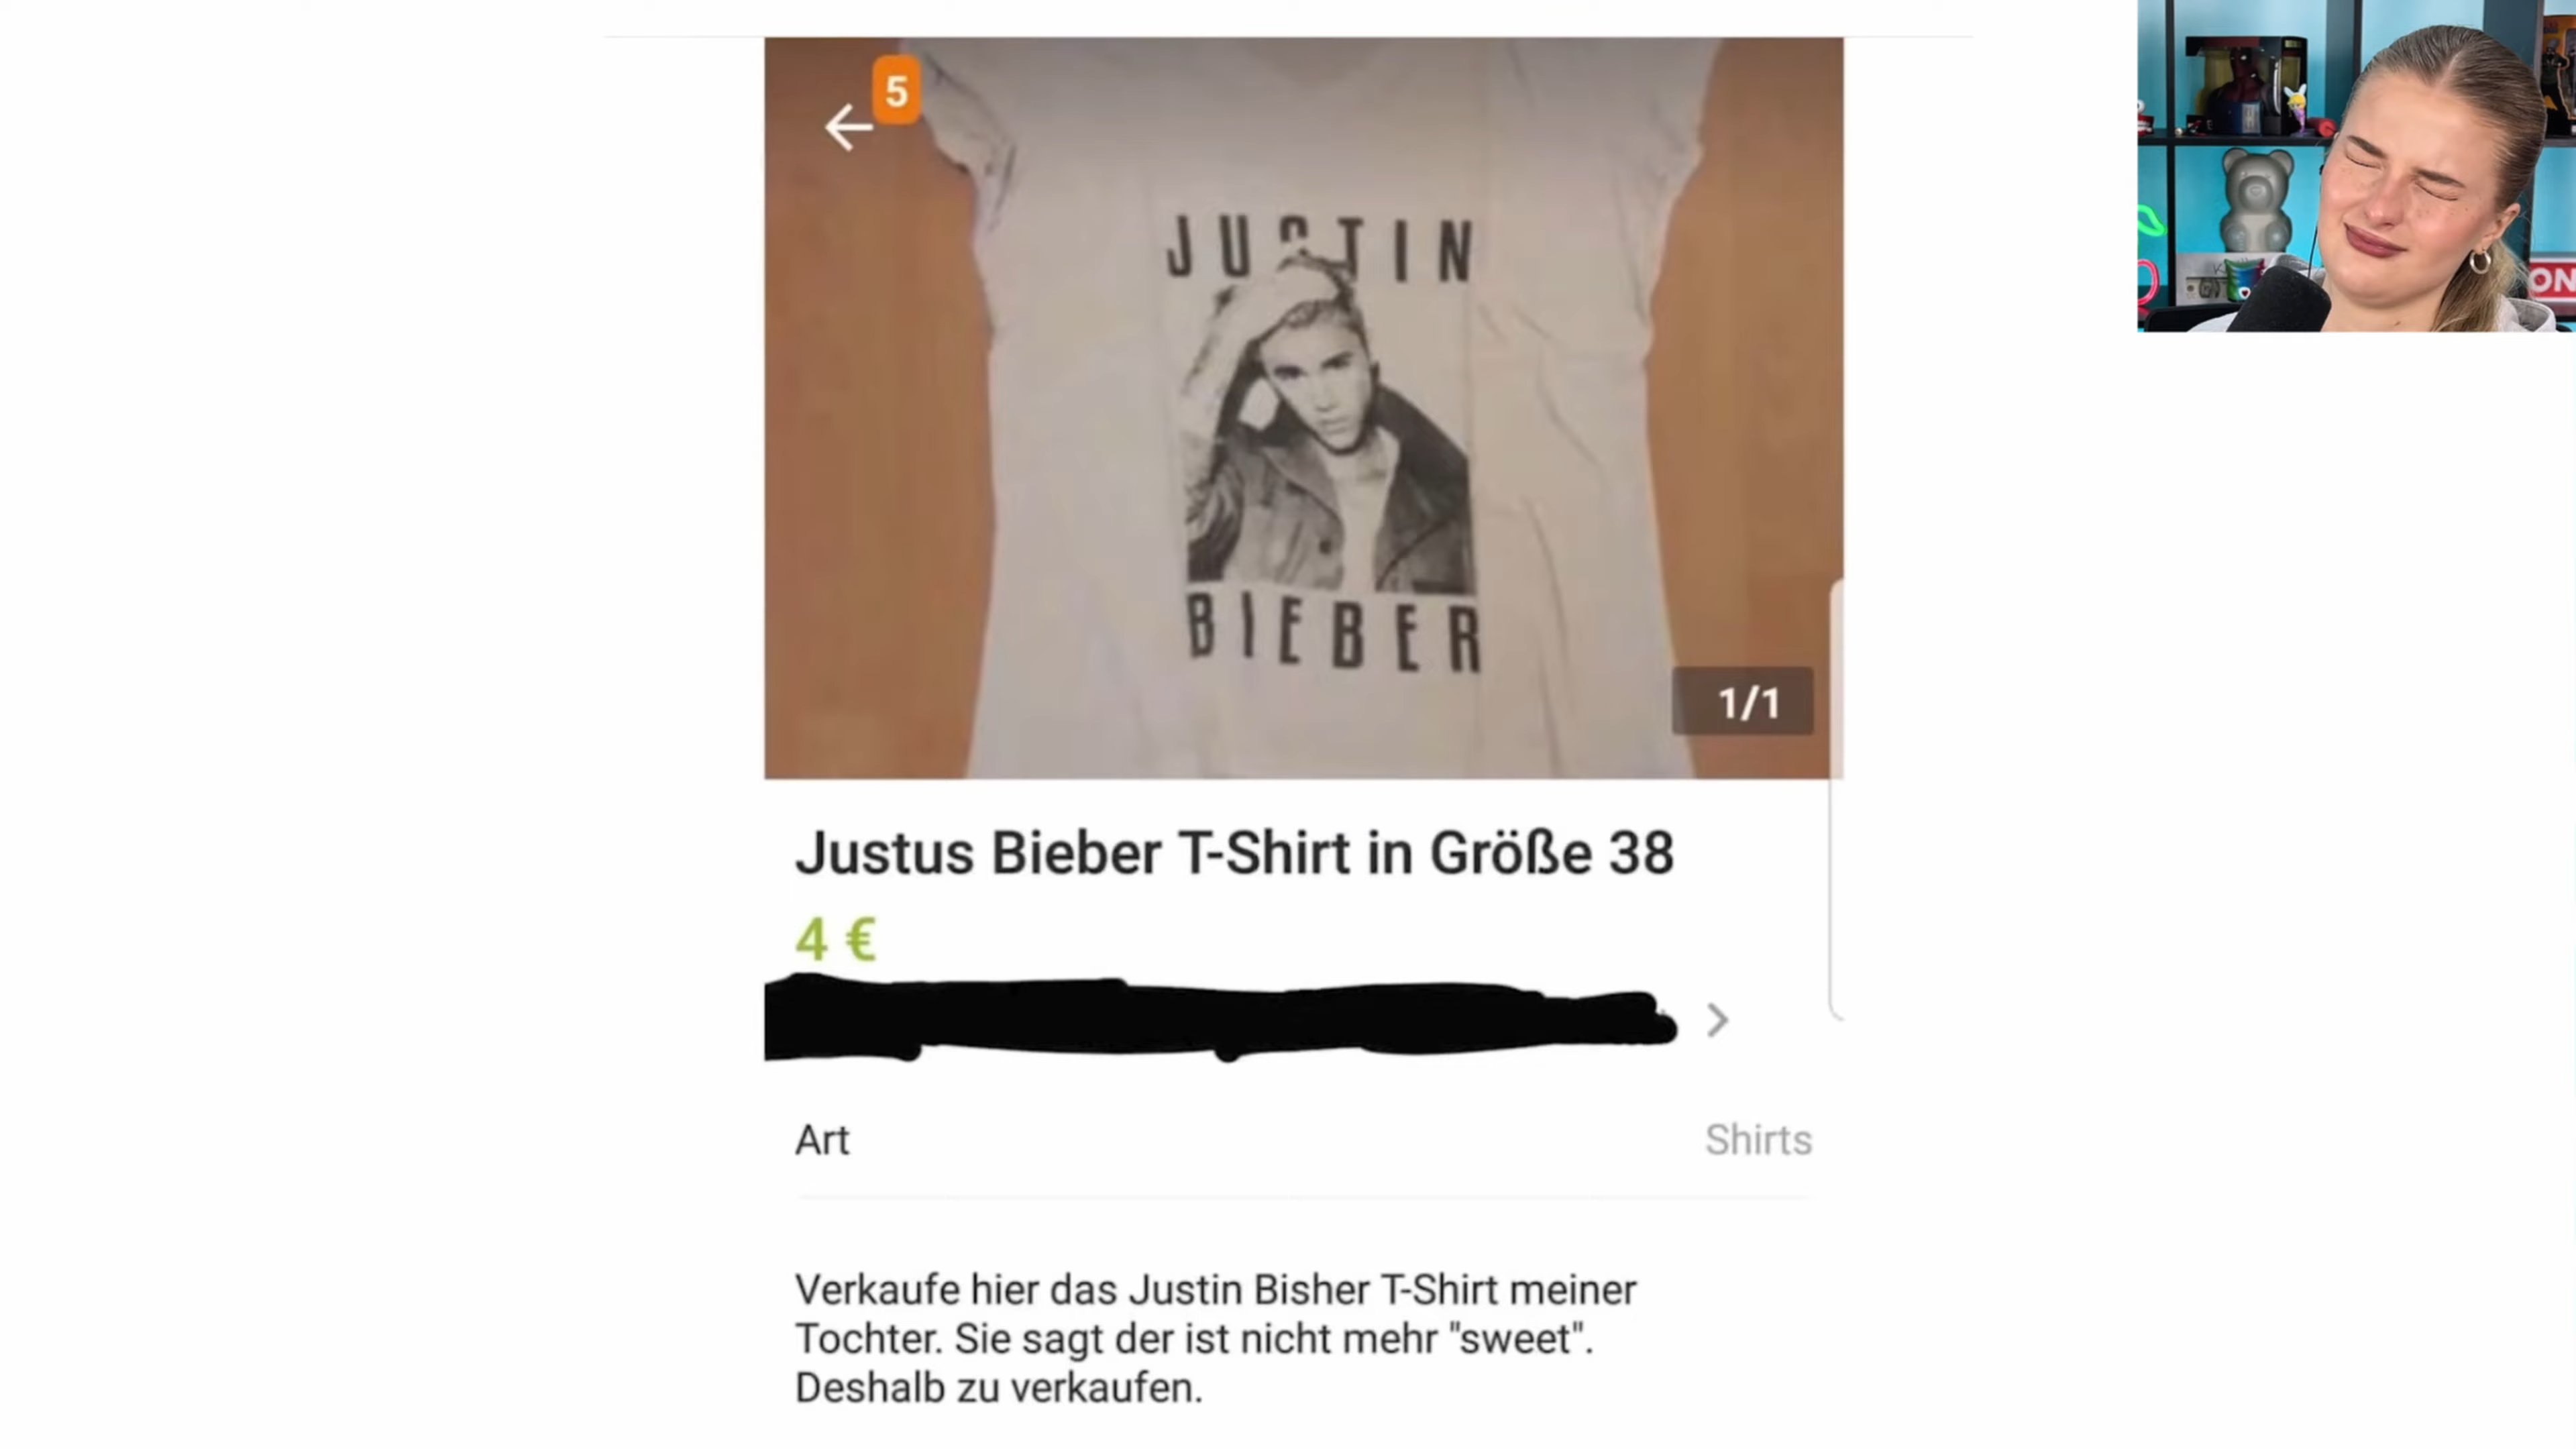 5
JUSTIN
BIEBER
1/1
Justus Bieber T-Shirt in Größe 38
4 €
Art
Shirts
Verkaufe hier das Justin Bisher T-Shirt meiner
Tochter. Sie sagt der ist nicht mehr "sweet".
Deshalb zu verkaufen.
ON